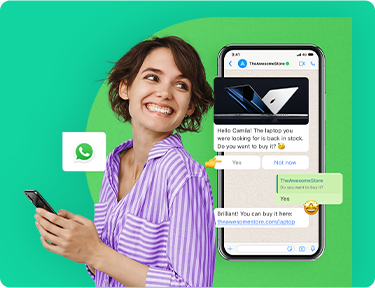 9:41
TheAwesomeStore
Hello Camila! The laptop you
were looking for is back in stock.
Do you want to buy it?
Yes
Not now
TheAwesomeStore
Do you want to buy it?
Yes
Brilliant! You can buy it here:
theawesomestore.com/laptop